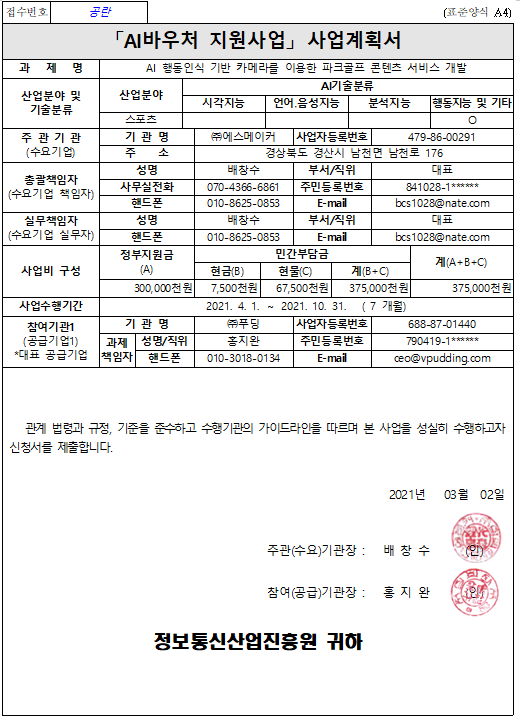 접수번호 공란 (표준양식 A4)
「AI바우처 지원사업」 사업계획서
과 제 명 AI 행동인식 기반 카메라를 이용한 파크골프 콘텐츠 서비스 개발
산업분야 및 기술분류 산업분야 AI기술분류
시각지능 언어.음성지능 분석지능 행동지능 및 기타
스포츠 O
주 관 기 관 (수요기업) 기 관 명 ㈜에스메이커 사업자등록번호 479-86-00291
주 소 경상북도 경산시 남천면 남천로 176
총괄책임자 (수요기업 책임자) 성명 배창수 부서/직위 대표
사무실전화 070-4366-6861 주민등록번호 841028-1******
핸드폰 010-8625-0853 E-mail bcs1028@nate.com
실무책임자 (수요기업 실무자) 성명 배창수 부서/직위 대표
핸드폰 010-8625-0853 E-mail bcs1028@nate.com
사업비 구성 정부지원금 (A) 민간부담금 계(A+B+C)
현금(B) 현물(C) 계(B+C)
300,000천원 7,500천원 67,500천원 375,000천원 375,000천원
사업수행기간 2021. 4. 1. ~ 2021. 10. 31. ( 7 개월)
참여기관1 (공급기업1) *대표 공급기업 기 관 명 ㈜푸딩 사업자등록번호 688-87-01440
과제 책임자 성명/직위 홍지완 주민등록번호 790419-1******
핸드폰 010-3018-0134 E-mail ceo@vpudding.com
관계 법령과 규정, 기준을 준수하고 수행기관의 가이드라인을 따르며 본 사업을 성실히 수행하고자
신청서를 제출합니다.
2021년 03월 02일
주관(수요)기관장 : 배 창 수 (인)
참여(공급)기관장 : 홍 지 완 (인)
정보통신산업진흥원 귀하